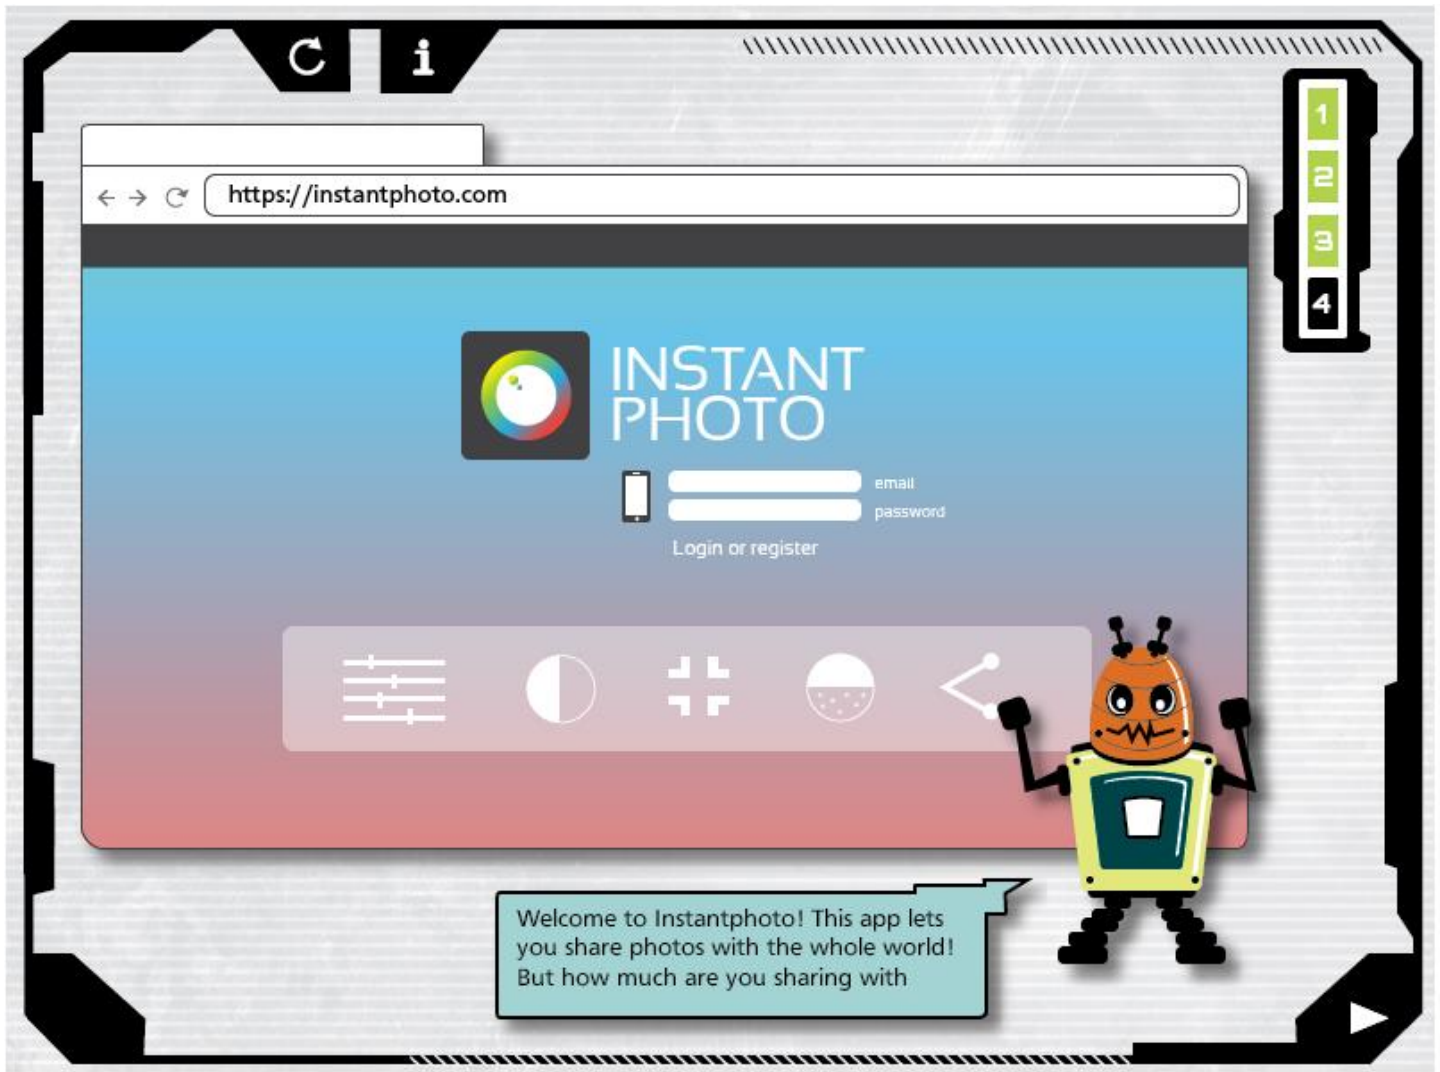 i
1
2
3
4
https://instantphoto.com
INSTANT
PHOTO
email
password
Login or register
Welcome to Instantphoto! This app lets
you share photos with the whole world!
But how much are you sharing with